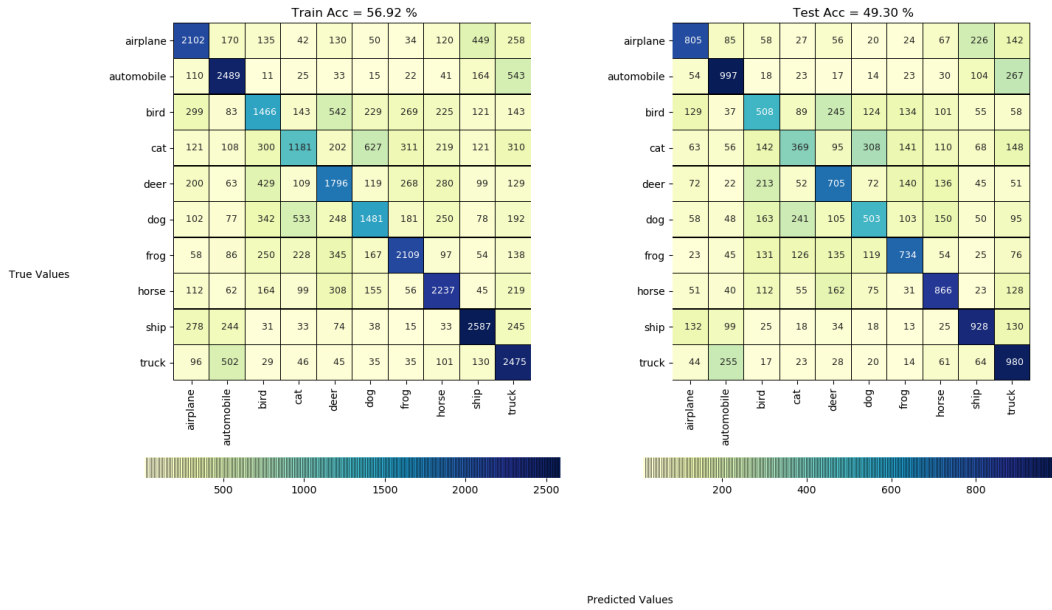 Train Acc = 56.92 %
airplane 2102 170 135 42 130 50 34 120 449 258
automobile 110 2489 11 25 33 15 22 41 164 543
bird 299 83 1466 143 542 229 269 225 121 143
cat 121 108 300 1181 202 627 311 219 121 310
deer 200 63 429 109 1796 119 268 280 99 129
dog 102 77 342 533 248 1481 181 250 78 192
frog 58 86 250 228 345 167 2109 97 54 138
True Values
horse 112 62 164 99 308 155 56 2237 45 219
ship 278 244 31 33 74 38 15 33 2587 245
truck 96 502 29 46 45 35 35 101 130 2475
airplane automobile bird cat deer dog frog horse ship truck
500 1000 1500 2000 2500
Test Acc = 49.30 %
airplane 805 85 58 27 56 20 24 67 226 142
automobile 54 997 18 23 17 14 23 30 104 267
bird 129 37 508 89 245 124 134 101 55 58
cat 63 56 142 369 95 308 141 110 68 148
deer 72 22 213 52 705 72 140 136 45 51
dog 58 48 163 241 105 503 103 150 50 95
frog 23 45 131 126 135 119 734 54 25 76
horse 51 40 112 55 162 75 31 866 23 128
ship 132 99 25 18 34 18 13 25 928 130
truck 44 255 17 23 28 20 14 61 64 980
airplane automobile bird cat deer dog frog horse ship truck
200 400 600 800
Predicted Values